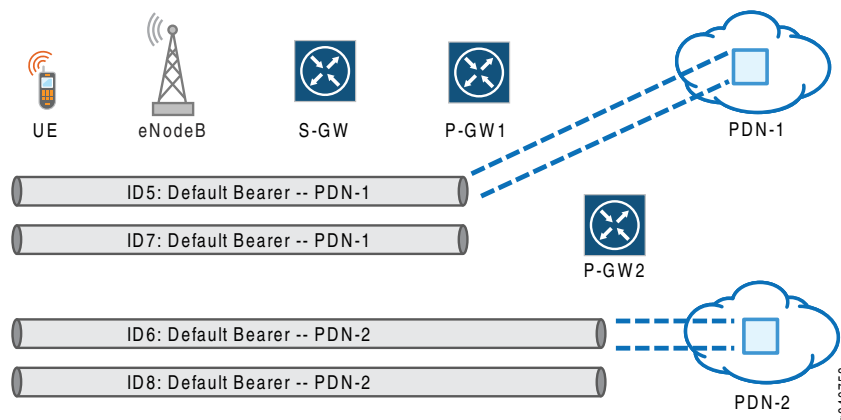 UE
eNodeB
S-GW
P-GW1
PDN-1
ID5: Default Bearer -- PDN-1
ID7: Default Bearer -- PDN-1
P-GW2
ID6: Default Bearer -- PDN-2
ID8: Default Bearer -- PDN-2
PDN-2